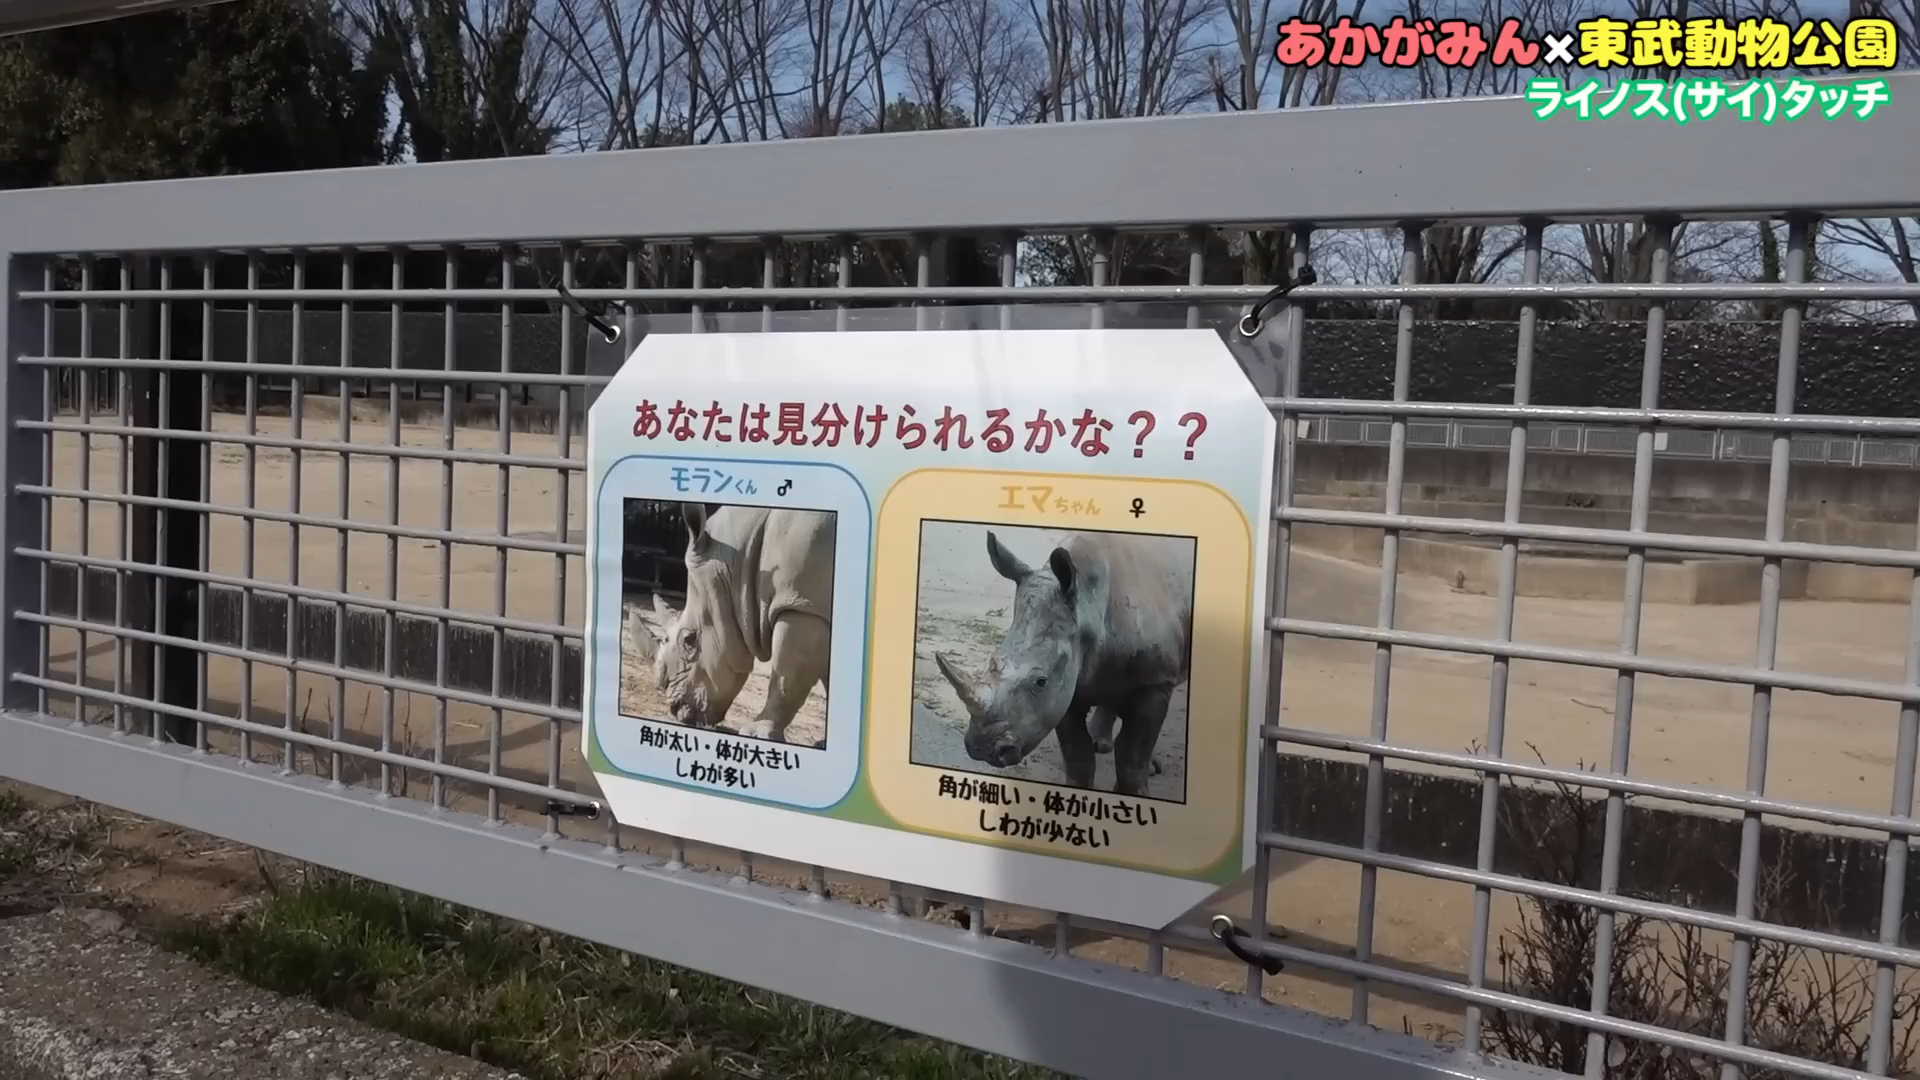 あかがみん×東武動物公園
ライノス(サイ)タッチ
あなたは見分けられるかな？？
モランくん ♂
角が太い・体が大きい
しわが多い
エマちゃん ♀
角が細い・体が小さい
しわが少ない